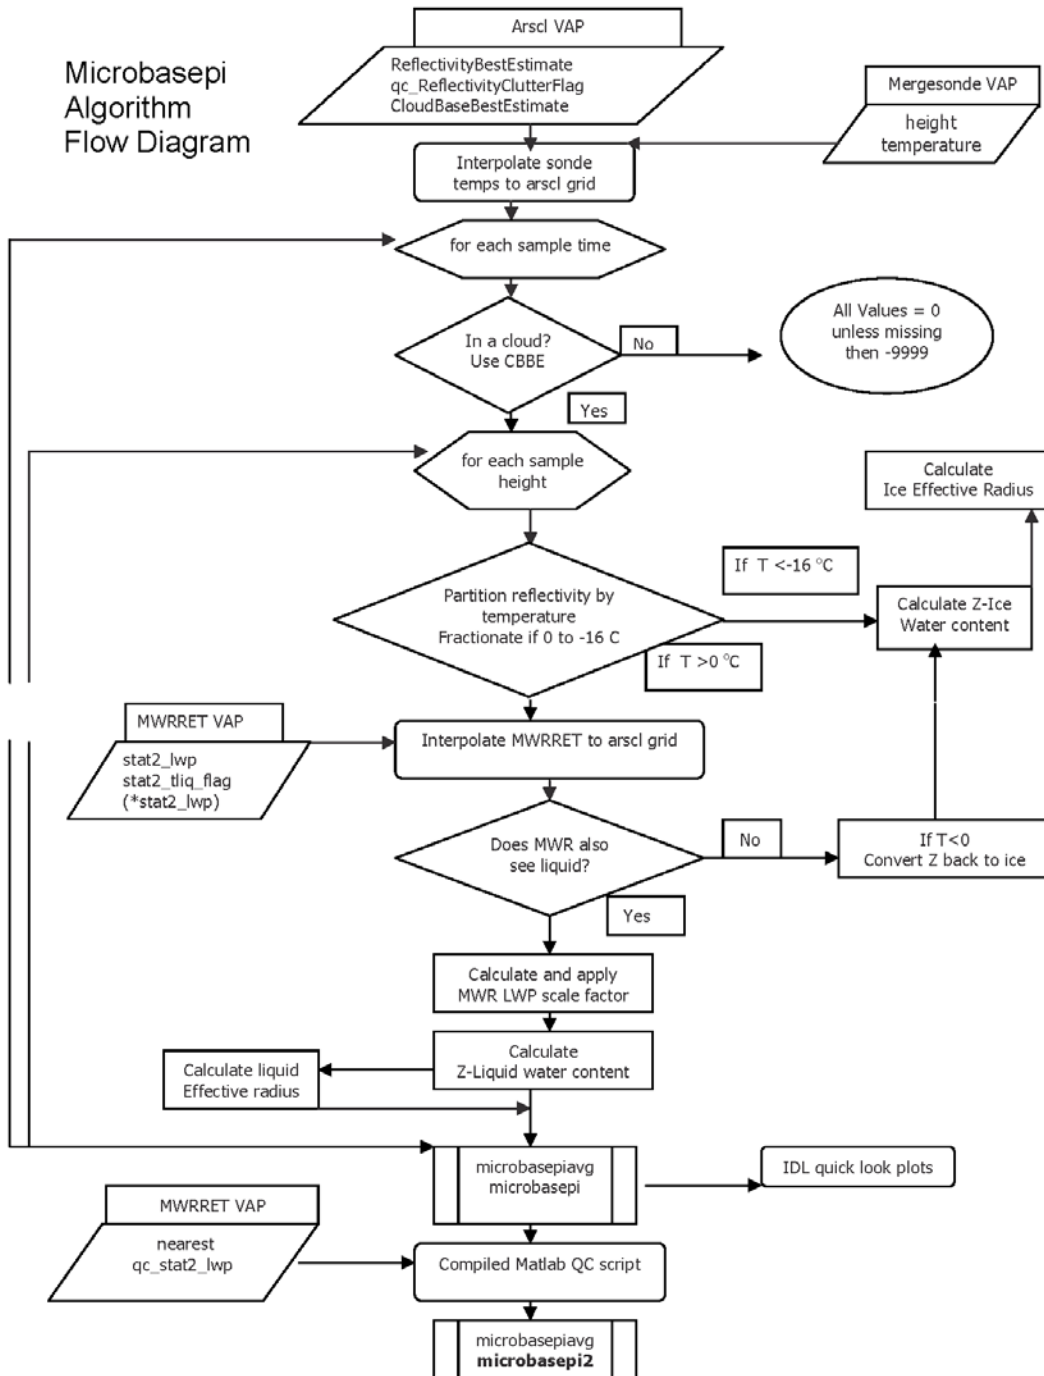 Microbasepi
Algorithm
Flow Diagram
Arscl VAP
ReflectivityBestEstimate
qc_ReflectivityClutterFlag
CloudBaseBestEstimate
Mergesonde VAP
height
temperature
Interpolate sonde
temps to arscl grid
for each sample time
In a cloud?
Use CBBE
No
All Values = 0
unless missing
then -9999
Yes
for each sample
height
Calculate
Ice Effective Radius
Partition reflectivity by
temperature
Fractionate if 0 to -16 C
If T <-16 °C
Calculate Z-Ice
Water content
If T >0 °C
MWRRET VAP
stat2_lwp
stat2_tliq_flag
(*stat2_lwp)
Interpolate MWRRET to arscl grid
Does MWR also
see liquid?
No
If T<0
Convert Z back to ice
Yes
Calculate and apply
MWR LWP scale factor
Calculate
Z-Liquid water content
Calculate liquid
Effective radius
microbasepiavg
microbasepi
IDL quick look plots
MWRRET VAP
nearest
qc_stat2_lwp
Compiled Matlab QC script
microbasepiavg
microbasepi2